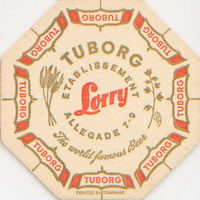 TUBORG
ETABLISSEMENT
Lorry
ALLEGADE 7-9
The world famous Beer
TUBORG
TUBORG
TUBORG
TUBORG
TUBORG
TUBORG
TUBORG
TUBORG
PRINTED IN DENMARK